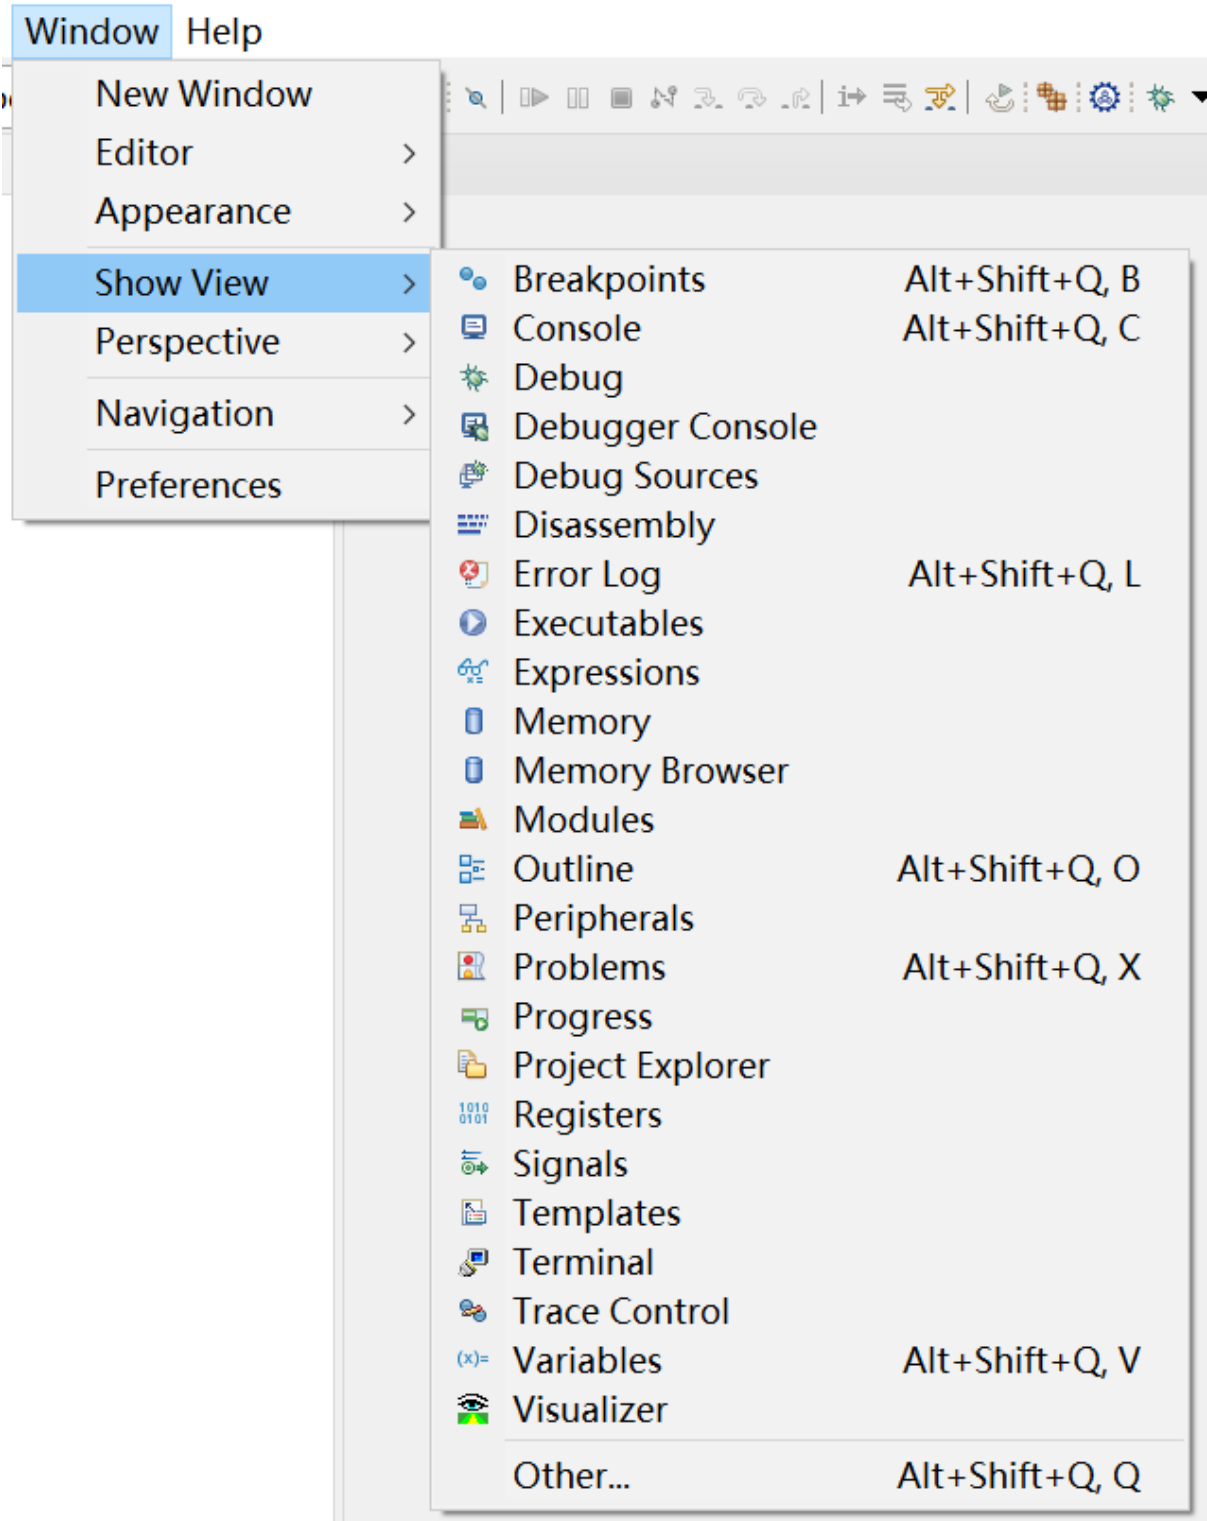 Window Help
New Window
Editor
Appearance
Show View
Perspective
Navigation
Preferences
Breakpoints Alt+Shift+Q, B
Console Alt+Shift+Q, C
Debug
Debugger Console
Debug Sources
Disassembly
Error Log Alt+Shift+Q, L
Executables
Expressions
Memory
Memory Browser
Modules
Outline Alt+Shift+Q, O
Peripherals
Problems Alt+Shift+Q, X
Progress
Project Explorer
Registers
Signals
Templates
Terminal
Trace Control
Variables Alt+Shift+Q, V
Visualizer
Other... Alt+Shift+Q, Q